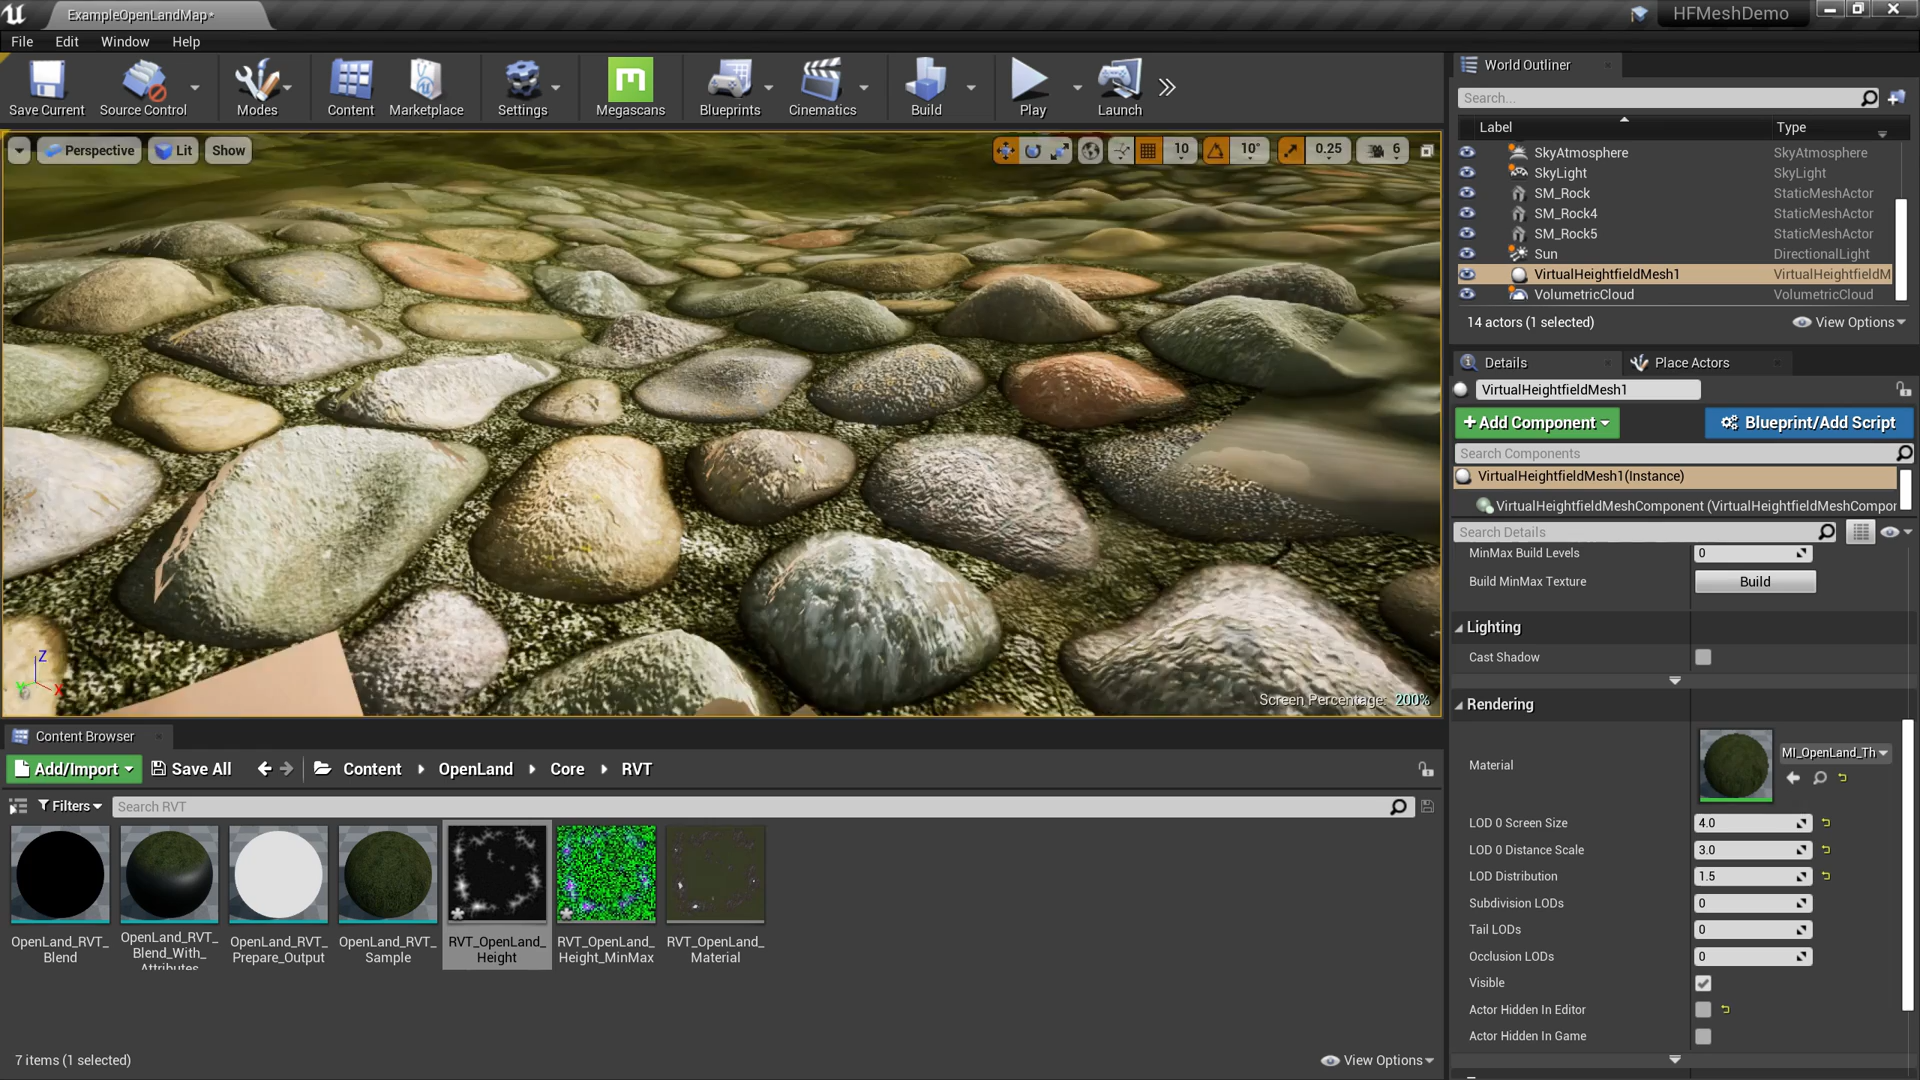 ExampleOpenLandMap*
HFMeshDemo
File Edit Window Help
Save Current Source Control Modes Content Marketplace Settings Megascans Blueprints Cinematics Build Play Launch
Perspective Lit Show
10 10° 0.25 6
Screen Percentage: 200%
Z
X
World Outliner
Search...
Label Type
SkyAtmosphere SkyAtmosphere
SkyLight SkyLight
SM_Rock StaticMeshActor
SM_Rock4 StaticMeshActor
SM_Rock5 StaticMeshActor
Sun DirectionalLight
VirtualHeightfieldMesh1 VirtualHeightfieldM
VolumetricCloud VolumetricCloud
14 actors (1 selected) View Options
Details Place Actors
VirtualHeightfieldMesh1
+ Add Component Blueprint/Add Script
Search Components
VirtualHeightfieldMesh1(Instance)
VirtualHeightfieldMeshComponent (VirtualHeightfieldMeshCompor
Search Details
MinMax Build Levels 0
Build MinMax Texture Build
Lighting
Cast Shadow
Rendering
Material MI_OpenLand_Th
LOD 0 Screen Size 4.0
LOD 0 Distance Scale 3.0
LOD Distribution 1.5
Subdivision LODs 0
Tail LODs 0
Occlusion LODs 0
Visible
Actor Hidden In Editor
Actor Hidden In Game
Content Browser
Add/Import Save All Content OpenLand Core RVT
Filters Search RVT
OpenLand_RVT_
Blend
OpenLand_RVT_
Blend_With_
Attributes
OpenLand_RVT_
Prepare_Output
OpenLand_RVT_
Sample
RVT_OpenLand_
Height
RVT_OpenLand_
Height_MinMax
RVT_OpenLand_
Material
7 items (1 selected) View Options